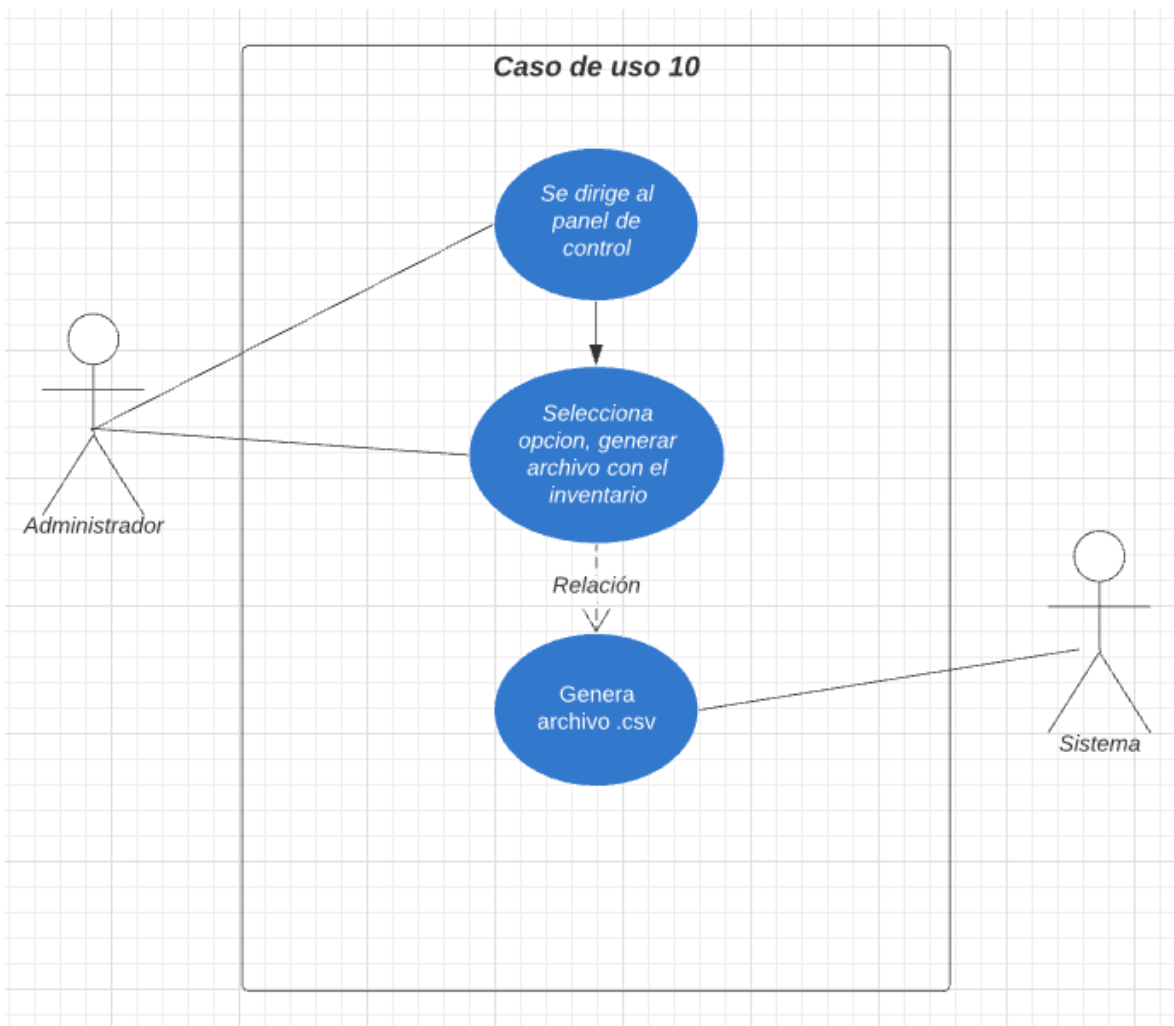 Caso de uso 10
Se dirige al
panel de
control
Selecciona
opcion, generar
archivo con el
inventario
Administrador
Relación
Genera
archivo .csv
Sistema